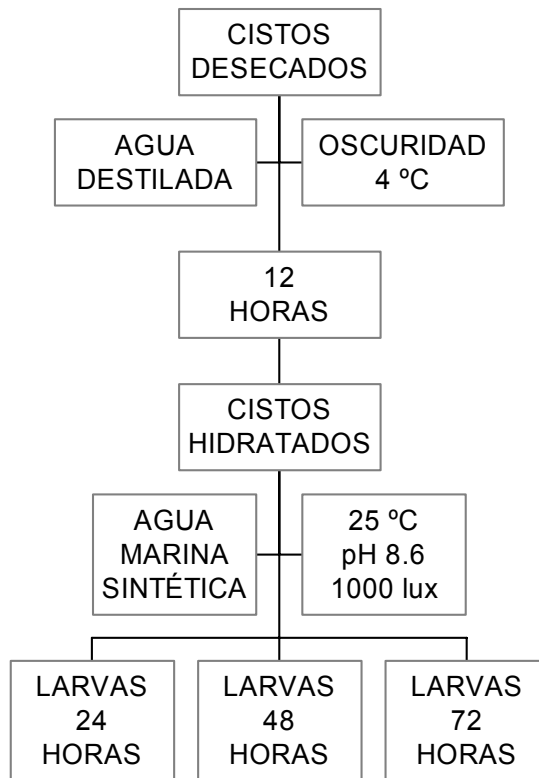 CISTOS
DESECADOS
AGUA
DESTILADA
OSCURIDAD
4 ºC
12
HORAS
CISTOS
HIDRATADOS
AGUA
MARINA
SINTÉTICA
25 ºC
pH 8.6
1000 lux
LARVAS
24
HORAS
LARVAS
48
HORAS
LARVAS
72
HORAS